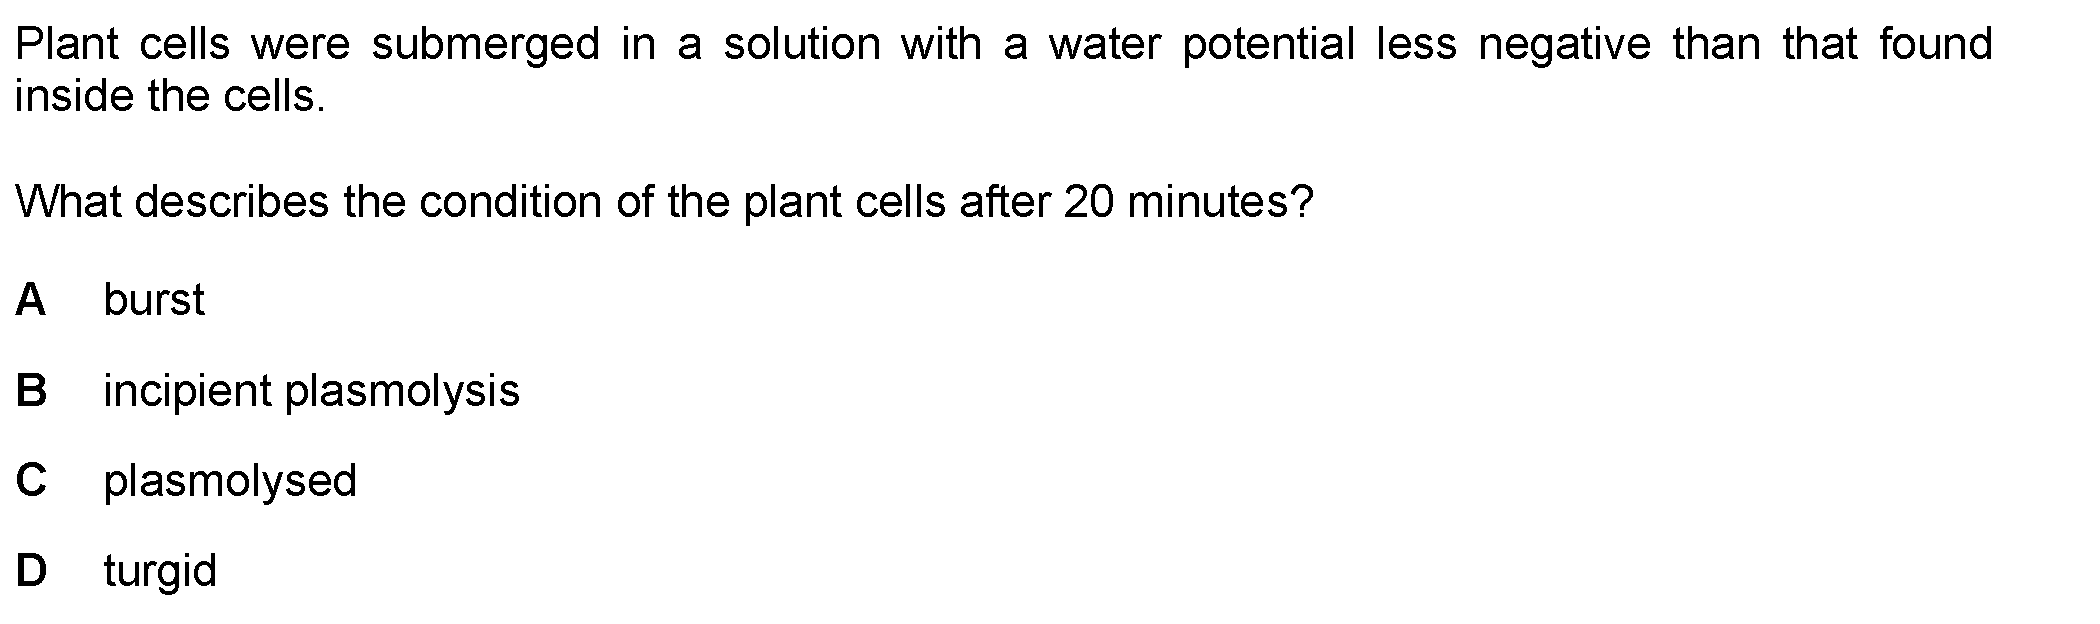 Plant cells were submerged in a solution with a water potential less negative than that found
inside the cells.
What describes the condition of the plant cells after 20 minutes?
A burst
B incipient plasmolysis
C plasmolysed
D turgid